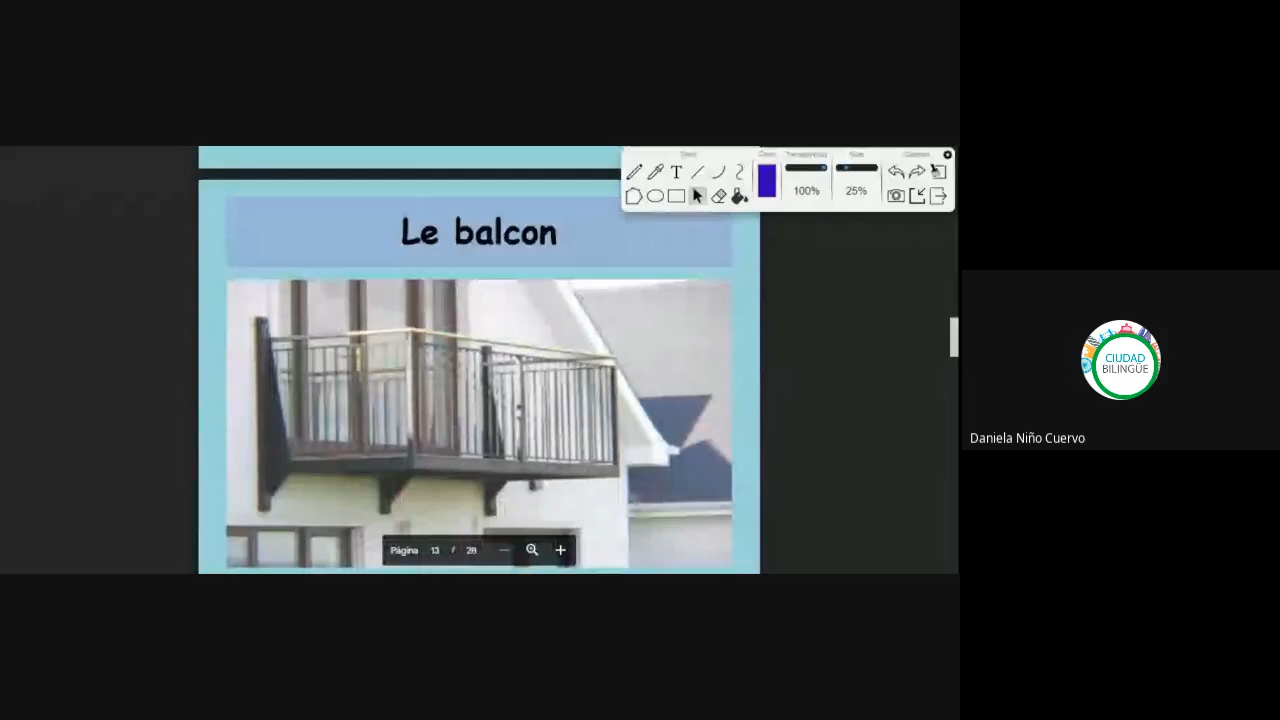 T
100%
25%
Le balcon
CIUDAD
BILINGÜE
Daniela Niño Cuervo
Página 13 / 28